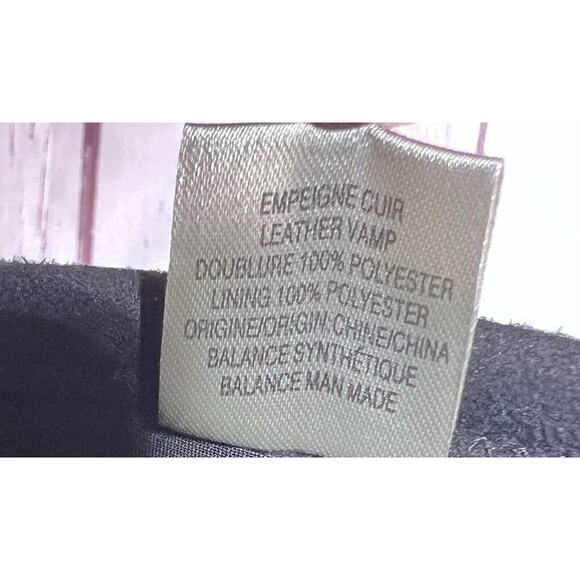 EMPEIGNE CUIR
LEATHER VAMP
DOUBLURE 100% POLYESTER
LINING 100% POLYESTER
ORIGINE/ORIGIN:CHINE/CHINA
BALANCE SYNTHÉTIQUE
BALANCE MAN MADE